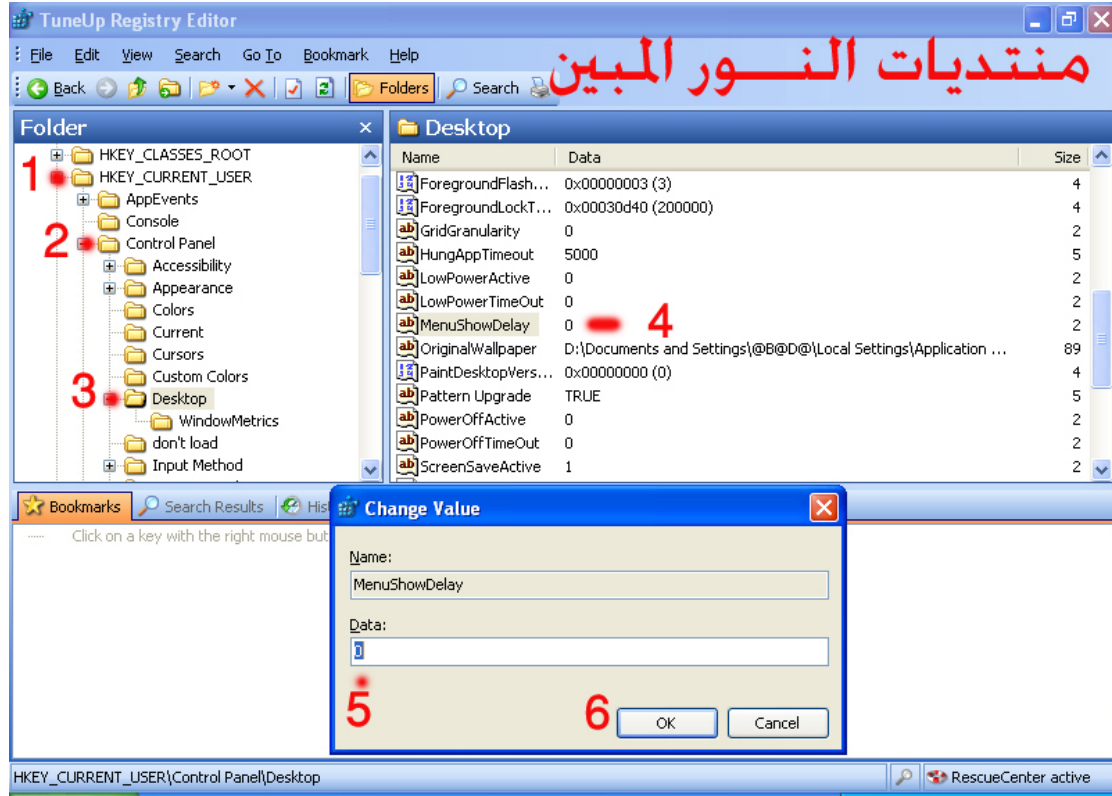 TuneUp Registry Editor
File Edit View Search Go To Bookmark Help
منتديات النـــور المبين
Back Folders Search
Folder
HKEY_CLASSES_ROOT
1 HKEY_CURRENT_USER
AppEvents
Console
2 Control Panel
Accessibility
Appearance
Colors
Current
Cursors
Custom Colors
3 Desktop
WindowMetrics
don't load
Input Method
Desktop
Name Data Size
ForegroundFlash... 0x00000003 (3) 4
ForegroundLockT... 0x00030d40 (200000) 4
GridGranularity 0 2
HungAppTimeout 5000 5
LowPowerActive 0 2
LowPowerTimeOut 0 2
MenuShowDelay 0 4 2
OriginalWallpaper D:\Documents and Settings\@B@D@\Local Settings\Application ... 89
PaintDesktopVers... 0x00000000 (0) 4
Pattern Upgrade TRUE 5
PowerOffActive 0 2
PowerOffTimeOut 0 2
ScreenSaveActive 1 2
Bookmarks Search Results His
Click on a key with the right mouse but
Change Value
Name:
MenuShowDelay
Data:
0
5
6 OK Cancel
HKEY_CURRENT_USER\Control Panel\Desktop RescueCenter active